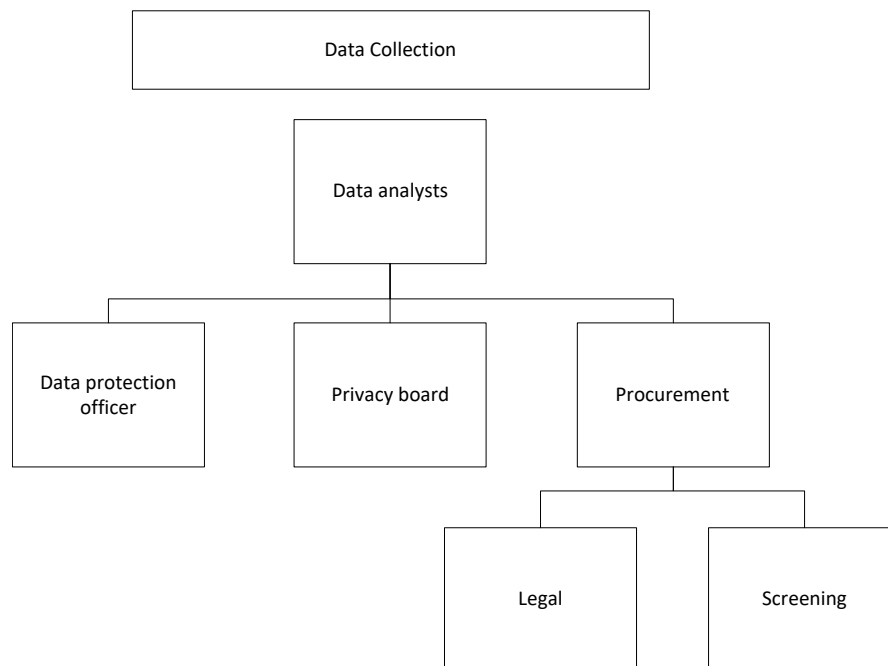 Data Collection
Data analysts
Data protection
officer
Privacy board
Procurement
Legal
Screening